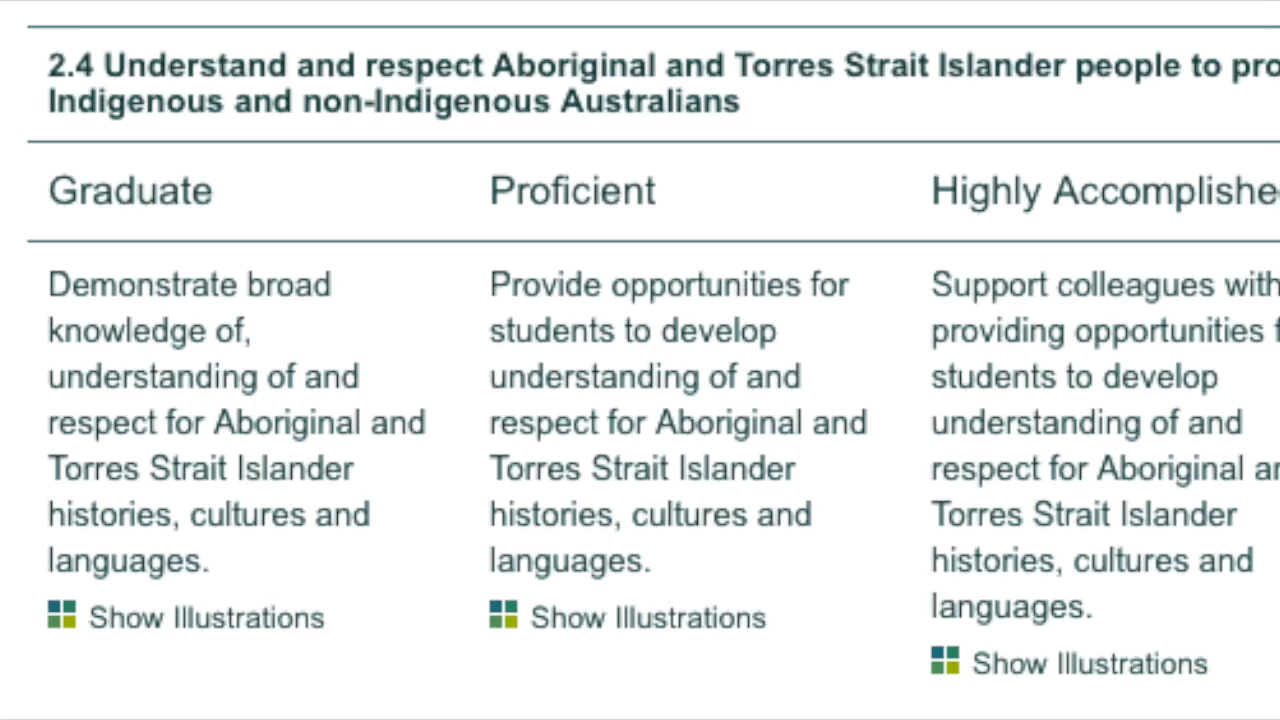 2.4 Understand and respect Aboriginal and Torres Strait Islander people to
Indigenous and non-Indigenous Australians
Graduate
Proficient
Highly
Demonstrate broad
knowledge of,
understanding of and
respect for Aboriginal and
Torres Strait Islander
histories, cultures and
languages.
Show Illustrations
Provide opportunities for
students to develop
understanding of and
respect for Aboriginal and
Torres Strait Islander
histories, cultures and
languages.
Show Illustrations
Support colleagues with
providing opportunities
students to develop
understanding of and
respect for Aboriginal
Torres Strait Islander
histories, cultures and
languages.
Show Illustrations